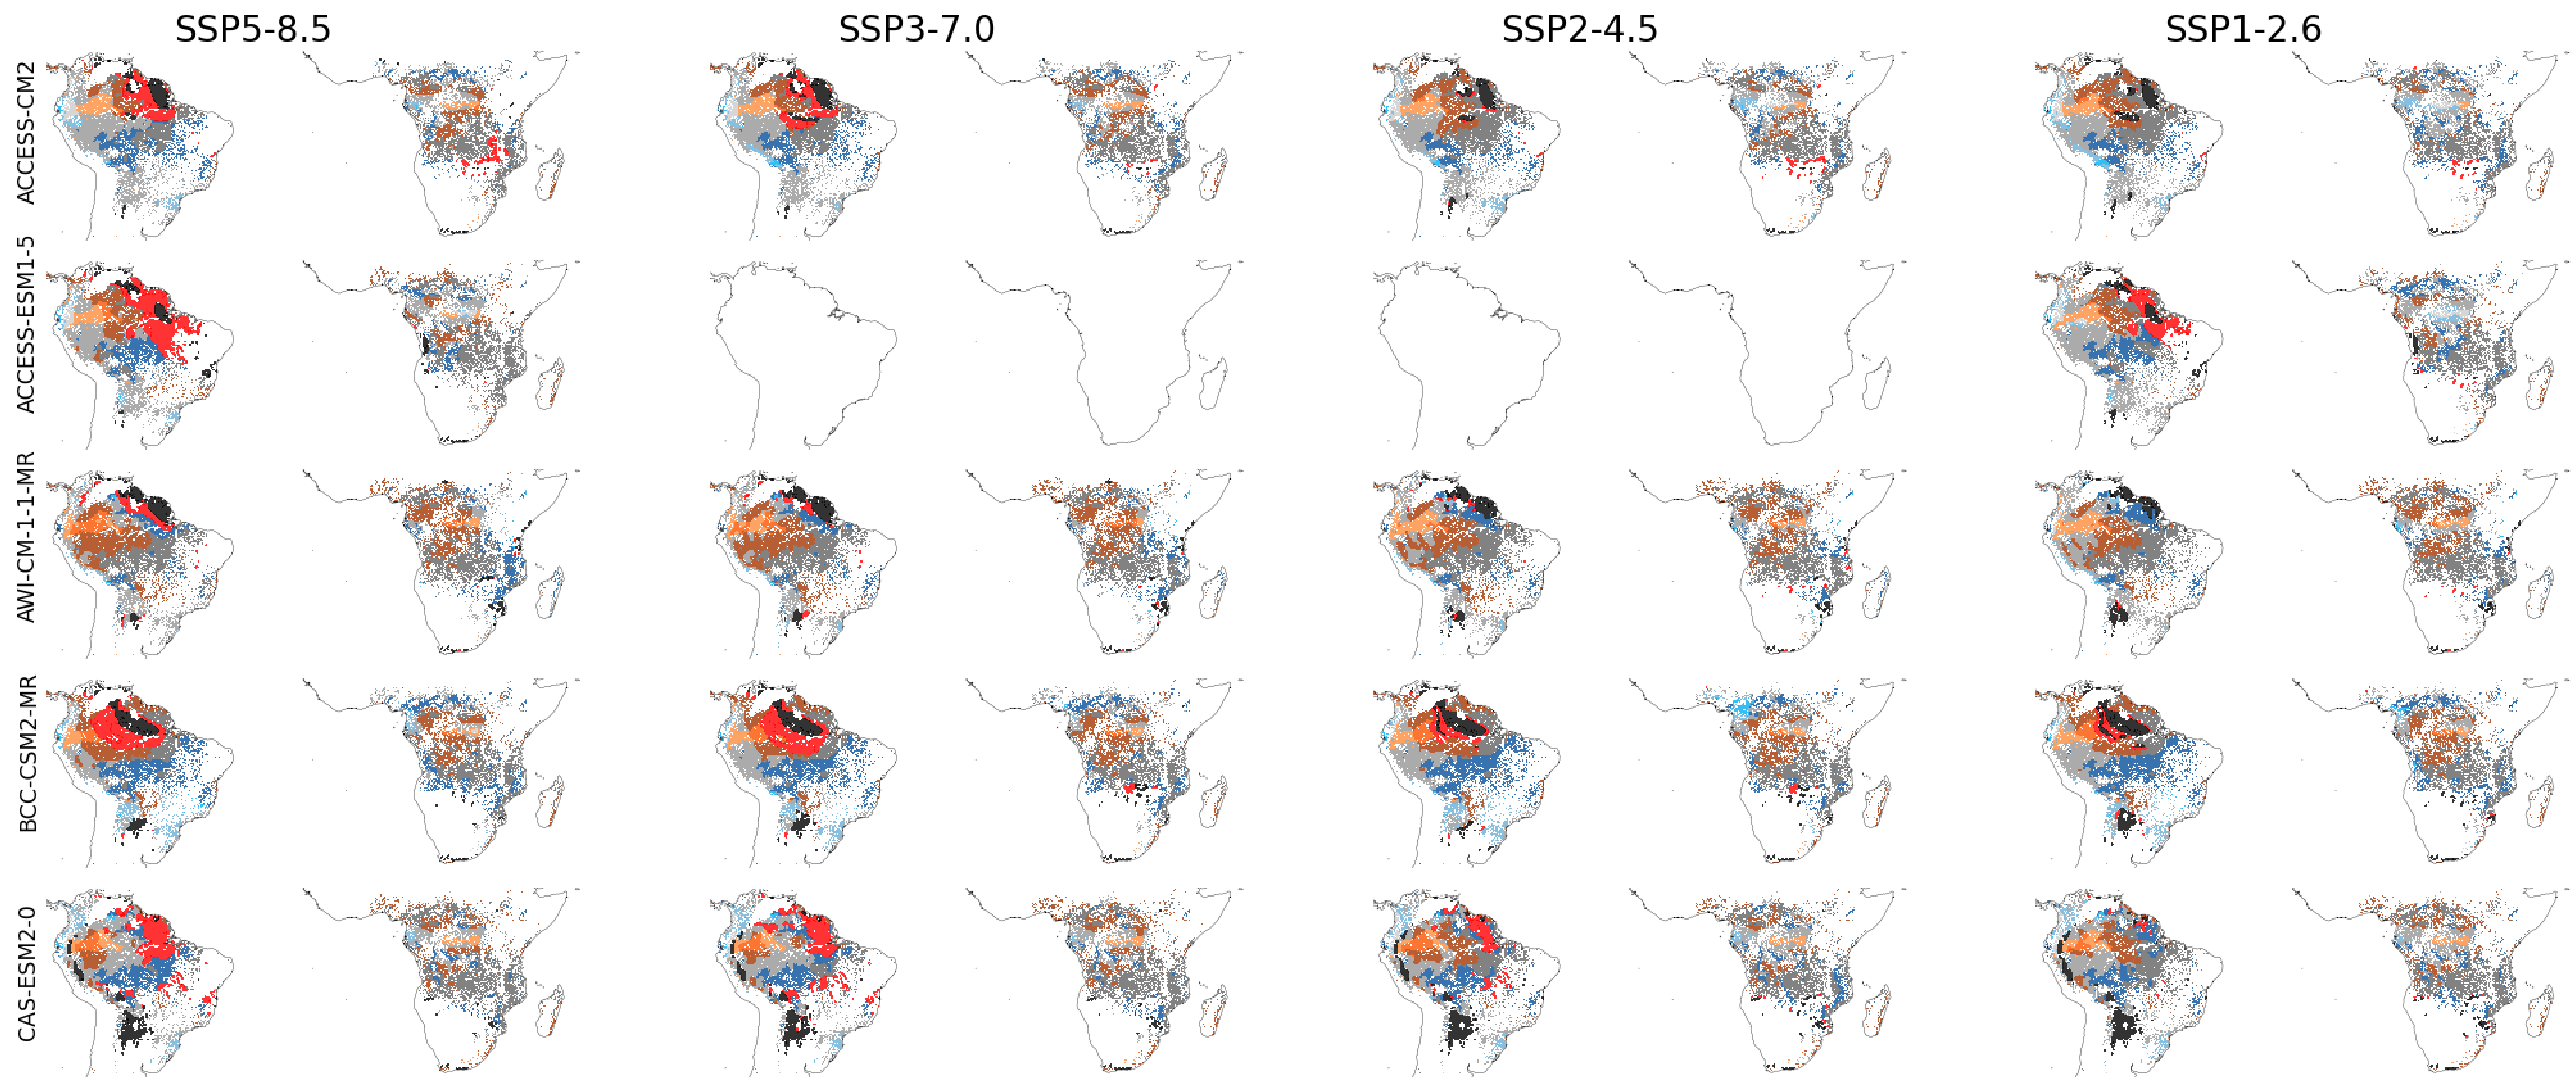 SSP5-8.5
SSP3-7.0
SSP2-4.5
SSP1-2.6
ACCESS-CM2
ACCESS-ESM1-5
AWI-CM-1-1-MR
BCC-CSM2-MR
CAS-ESM2-0